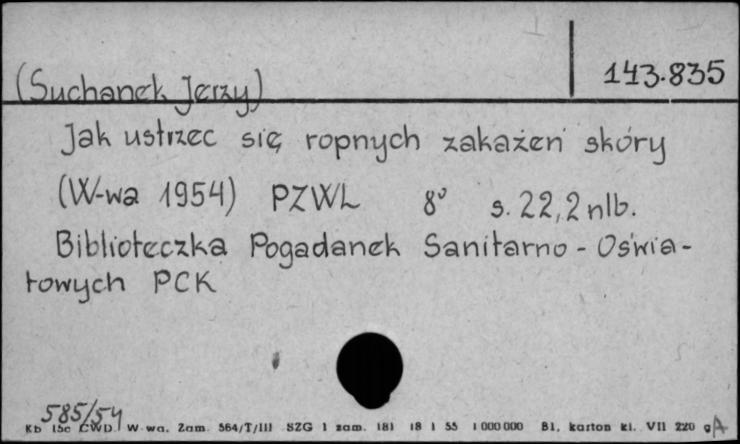 143.835
(Suchanek Jerzy)
Jak ustrzec się ropnych zakażeń skóry
(W-wa 1954) PZWL 8° s. 22, 2 nlb.
Biblioteczka Pogadanek Sanitarno - Oświa-
towych PCK
585/54
Kb 15c CWD. W-wa. Zam. 564/T/III SZG 1 zam. 181 18 1 55 1 000 000 Bł. karton kl. VII 220 g A